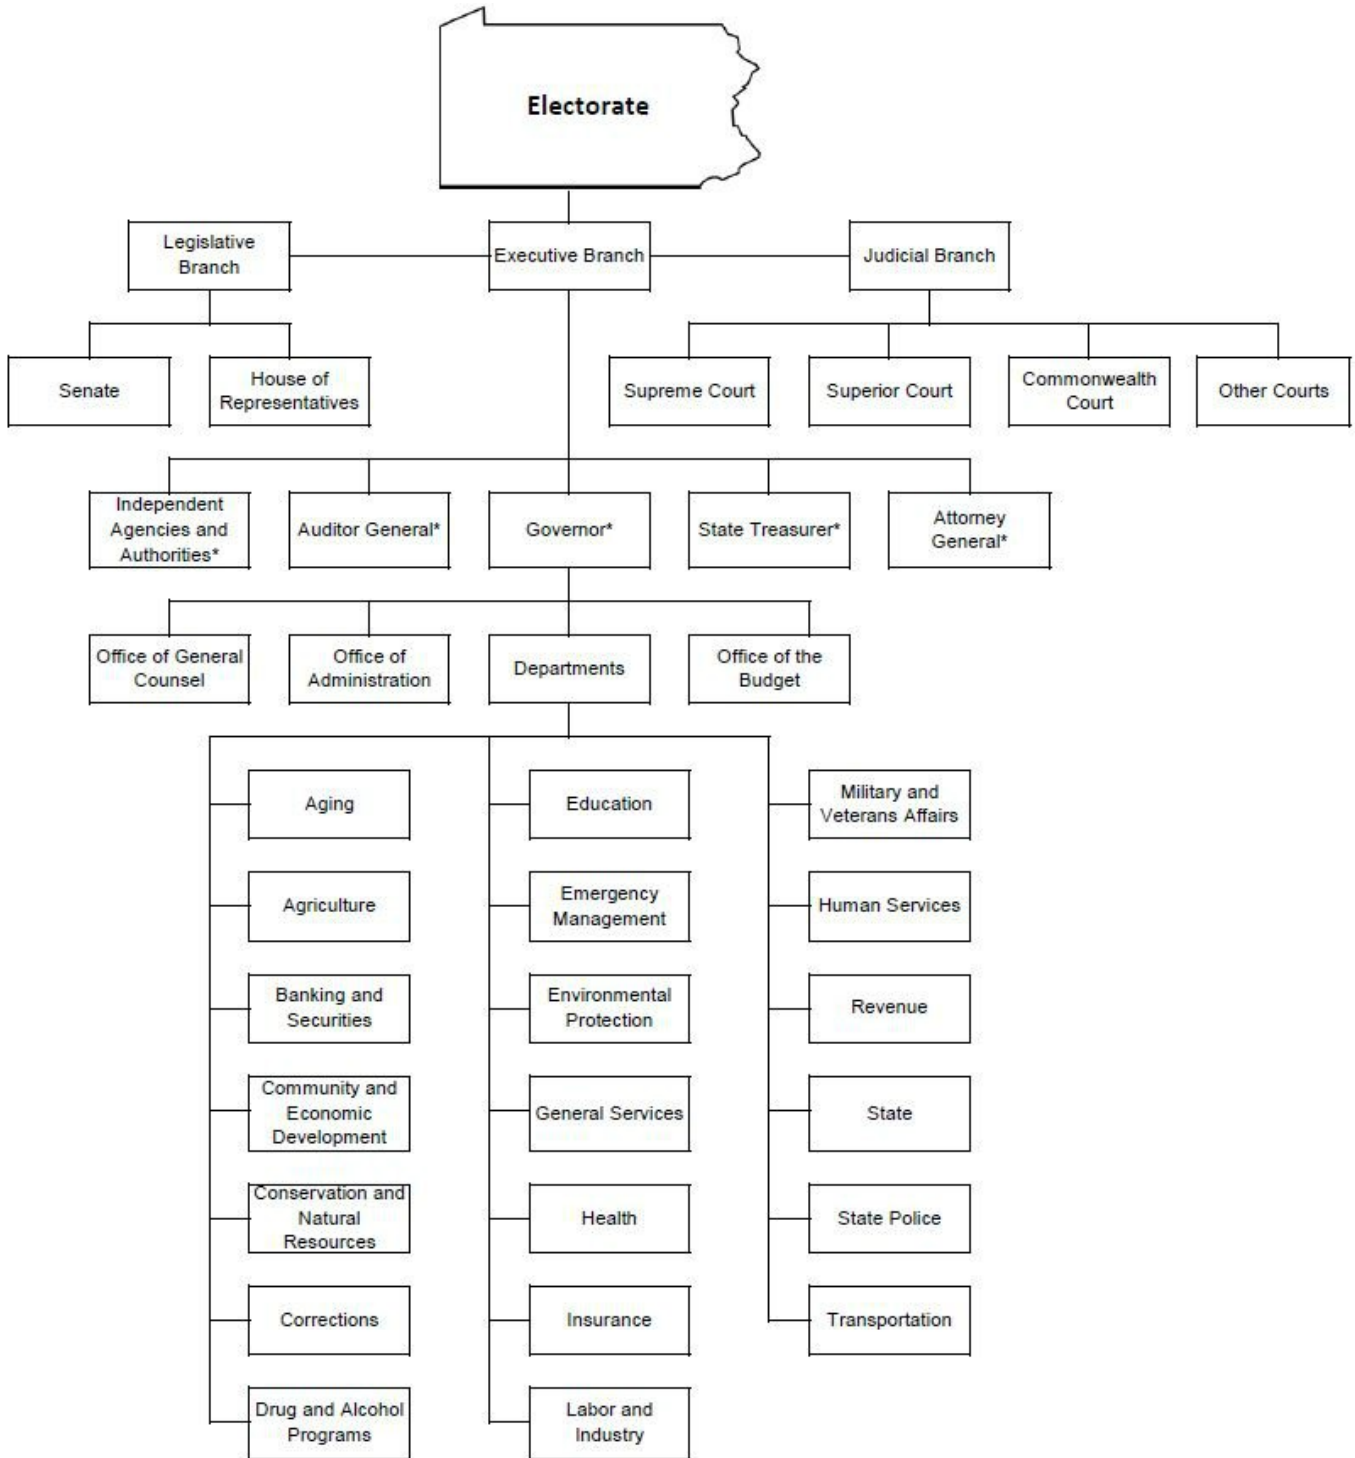 Electorate
Legislative
Branch
Executive Branch
Judicial Branch
Senate
House of
Representatives
Supreme Court
Superior Court
Commonwealth
Court
Other Courts
Independent
Agencies and
Authorities*
Auditor General*
Governor*
State Treasurer*
Attorney
General*
Office of General
Counsel
Office of
Administration
Departments
Office of the
Budget
Aging
Agriculture
Banking and
Securities
Community and
Economic
Development
Conservation and
Natural
Resources
Corrections
Drug and Alcohol
Programs
Education
Emergency
Management
Environmental
Protection
General Services
Health
Insurance
Labor and
Industry
Military and
Veterans Affairs
Human Services
Revenue
State
State Police
Transportation